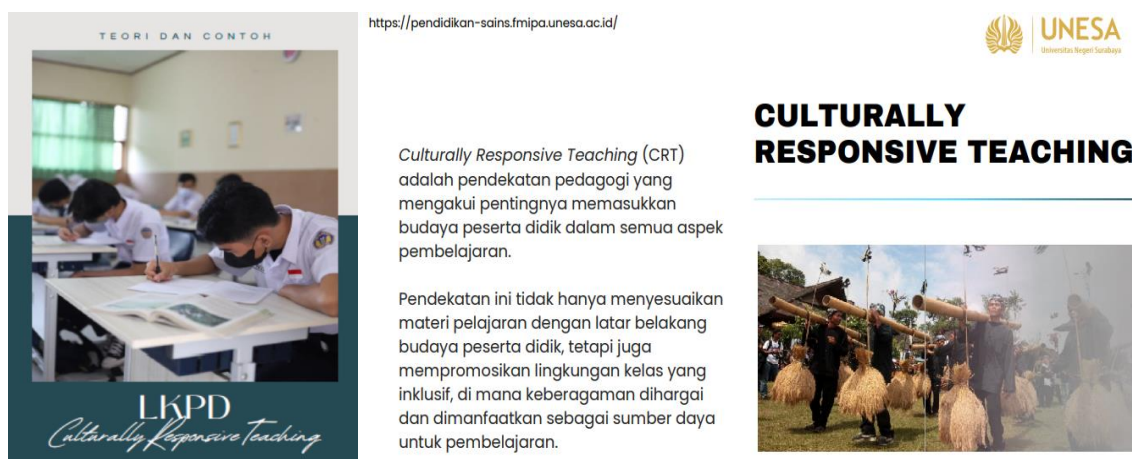 TEORI DAN CONTOH
LKPD
Culturally Responsive Teaching
https://pendidikan-sains.fmipa.unesa.ac.id/
Culturally Responsive Teaching (CRT)
adalah pendekatan pedagogi yang
mengakui pentingnya memasukkan
budaya peserta didik dalam semua aspek
pembelajaran.
Pendekatan ini tidak hanya menyesuaikan
materi pelajaran dengan latar belakang
budaya peserta didik, tetapi juga
mempromosikan lingkungan kelas yang
inklusif, di mana keberagaman dihargai
dan dimanfaatkan sebagai sumber daya
untuk pembelajaran.
UNESA
Universitas Negeri Surabaya
CULTURALLY
RESPONSIVE TEACHING